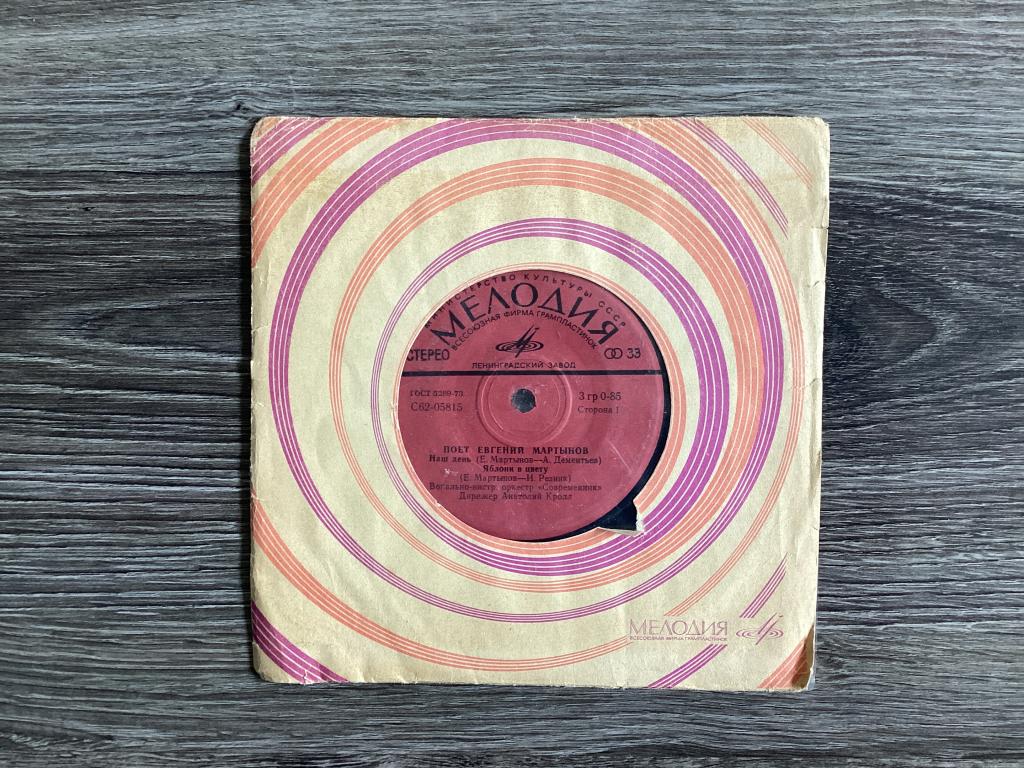 МИНИСТЕРСТВО КУЛЬТУРЫ СССР
МЕЛОДИЯ
ВСЕСОЮЗНАЯ ФИРМА ГРАМПЛАСТИНОК
СТЕРЕО
33
ЛЕНИНГРАДСКИЙ ЗАВОД
ГОСТ 5289-73
3 гр 0-85
С62-05815
Сторона 1
ПОЕТ ЕВГЕНИЙ МАРТЫНОВ
Наш день (Е. Мартынов—А. Дементьев)
Яблони в цвету
(Е. Мартынов—И. Резник)
Вокально-инстр. оркестр «Современник»
Дирижер Анатолий Кролл
МЕЛОДИЯ
ВСЕСОЮЗНАЯ ФИРМА ГРАМПЛАСТИНОК